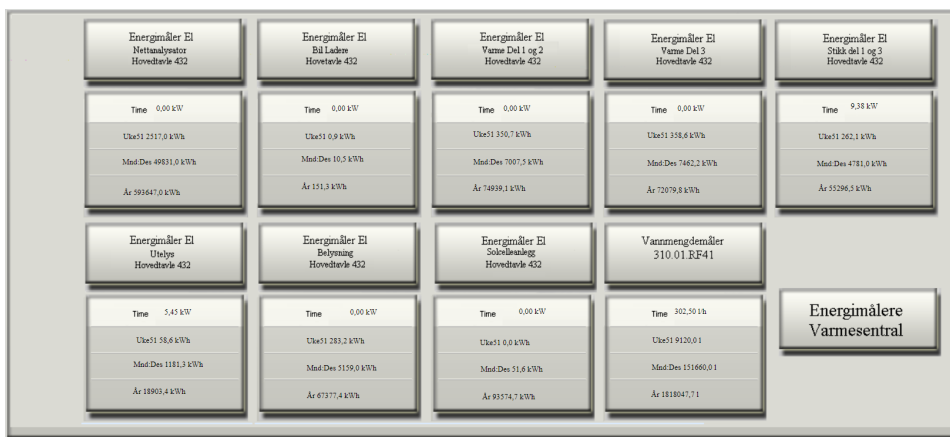 Energimåler El
Nettanalysator
Hovedtavle 432
Energimåler El
Bil Ladere
Hovetavle 432
Energimåler El
Varme Del 1 og 2
Hovedtavle 432
Energimåler El
Varme Del 3
Hovedtavle 432
Energimåler El
Stikk del 1 og 3
Hovedtavle 432
Time 0,00 kW
Uke51 2517,0 kWh
Mnd:Des 49831,0 kWh
År 593647,0 kWh
Time 0,00 kW
Uke51 0,9 kWh
Mnd:Des 10,5 kWh
År 151,3 kWh
Time 0,00 kW
Uke51 350,7 kWh
Mnd:Des 7007,5 kWh
År 74939,1 kWh
Time 0,00 kW
Uke51 358,6 kWh
Mnd:Des 7462,2 kWh
År 72079,8 kWh
Time 9,38 kW
Uke51 262,1 kWh
Mnd:Des 4781,0 kWh
År 55296,5 kWh
Energimåler El
Utelys
Hovedtavle 432
Energimåler El
Belysning
Hovedtavle 432
Energimåler El
Solcelleanlegg
Hovedtavle 432
Vannmengdemåler
310.01.RF41
Time 5,45 kW
Uke51 58,6 kWh
Mnd:Des 1181,3 kWh
År 18903,4 kWh
Time 0,00 kW
Uke51 283,2 kWh
Mnd:Des 5159,0 kWh
År 67377,4 kWh
Time 0,00 kW
Uke51 0,0 kWh
Mnd:Des 51,6 kWh
År 93574,7 kWh
Time 302,50 l/h
Uke51 9120,0 l
Mnd:Des 151660,0 l
År 1818047,7 l
Energimålere
Varmesentral